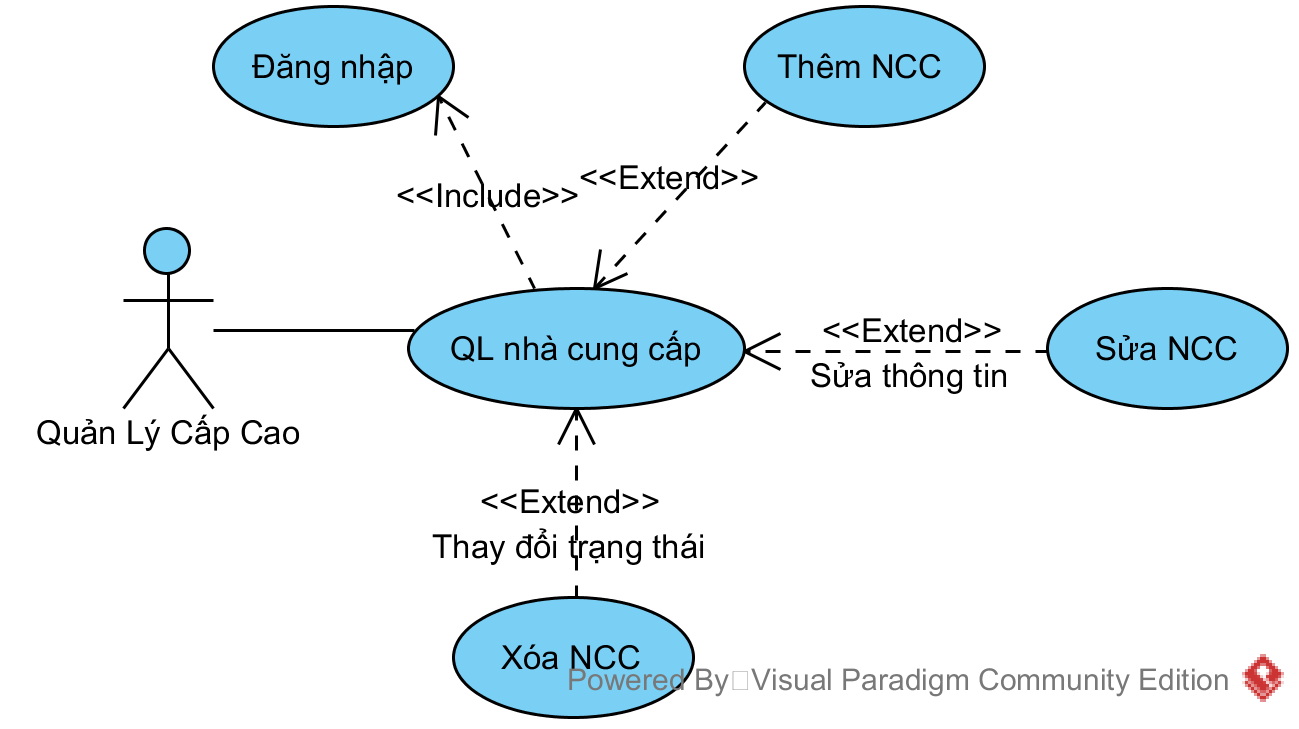 Đăng nhập
Thêm NCC
<<Extend>>
<<Include>>
<<Extend>>
QL nhà cung cấp
Sửa NCC
Sửa thông tin
Quản Lý Cấp Cao
<<Extend>>
Thay đổi trạng thái
Xóa NCC
Powered By Visual Paradigm Community Edition